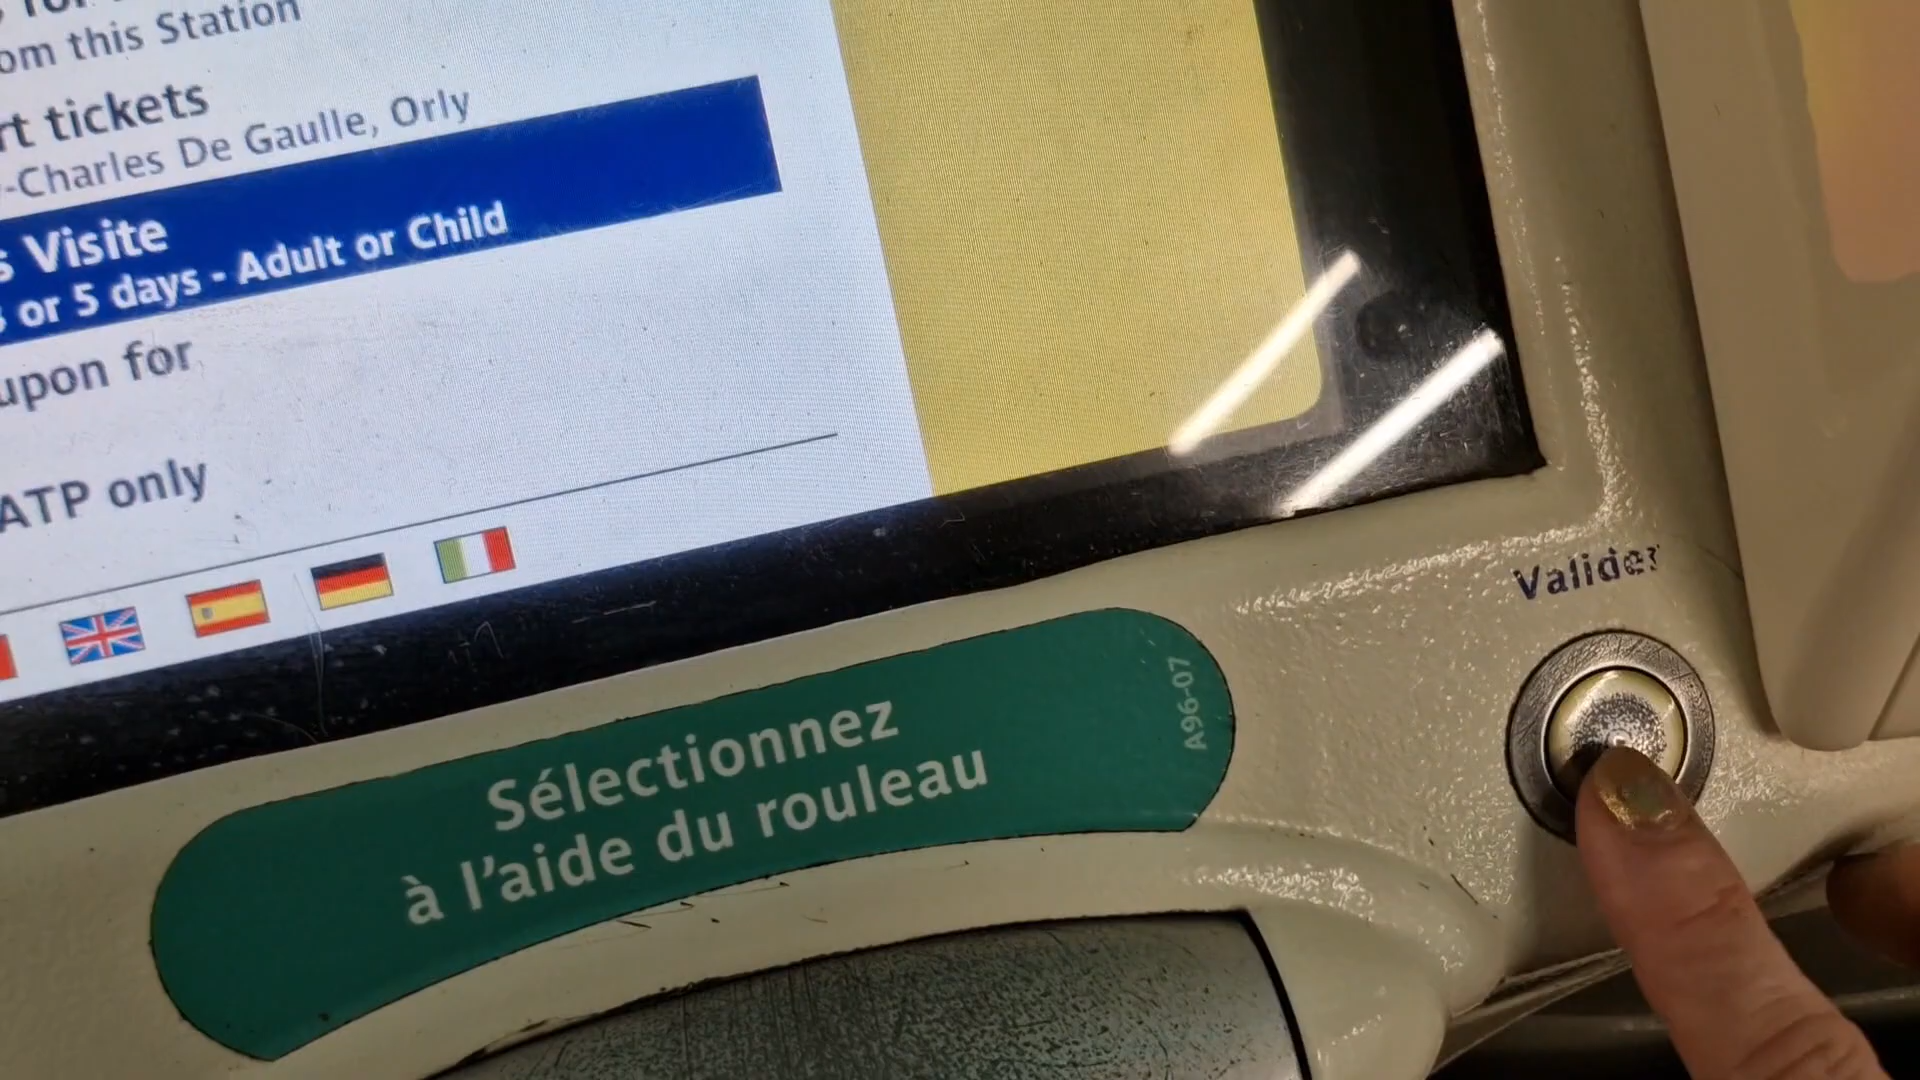 om this Station
rt tickets
-Charles De Gaulle, Orly
s Visite
3 or 5 days - Adult or Child
upon for
ATP only
Valider
Sélectionnez
à l'aide du rouleau
A96-07